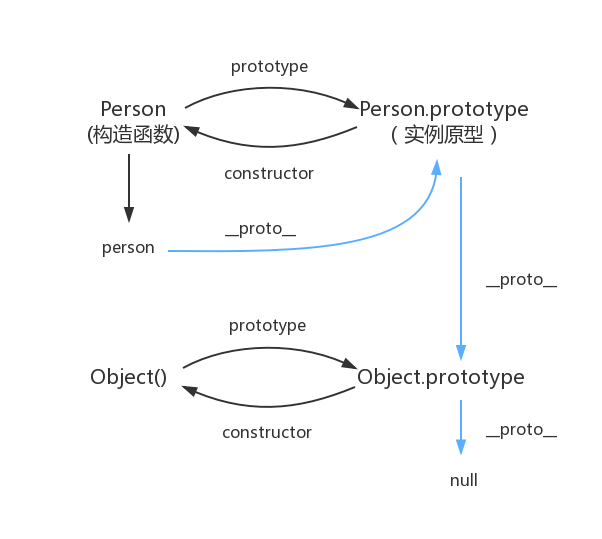 prototype
Person
(构造函数)
Person.prototype
( 实例原型 )
constructor
person
__proto__
__proto__
prototype
Object()
Object.prototype
constructor
__proto__
null